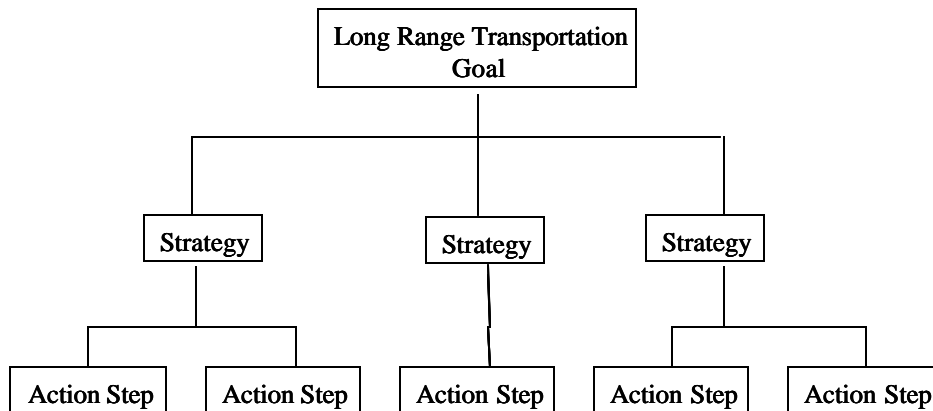 Long Range Transportation
Goal
Strategy
Strategy
Strategy
Action Step
Action Step
Action Step
Action Step
Action Step